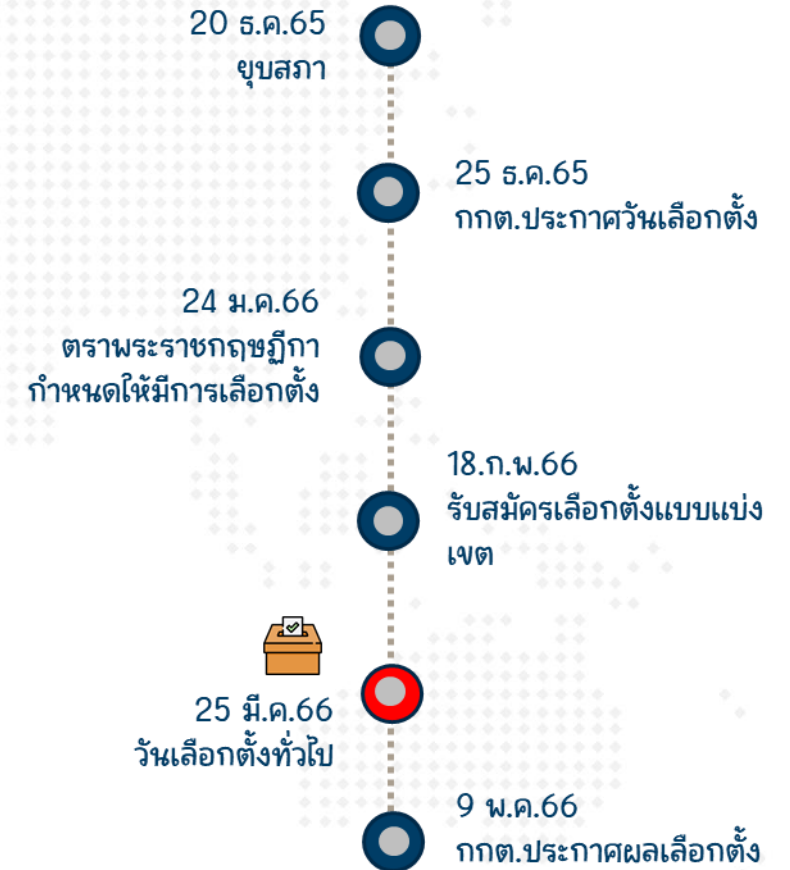 20 ธ.ค.65
ยุบสภา
25 ธ.ค.65
กกต.ประกาศวันเลือกตั้ง
24 ม.ค.66
ตราพระราชกฤษฏีกา
กำหนดให้มีการเลือกตั้ง
18.ก.พ.66
รับสมัครเลือกตั้งแบบแบ่ง
เขต
25 มี.ค.66
วันเลือกตั้งทั่วไป
9 พ.ค.66
กกต.ประกาศผลเลือกตั้ง